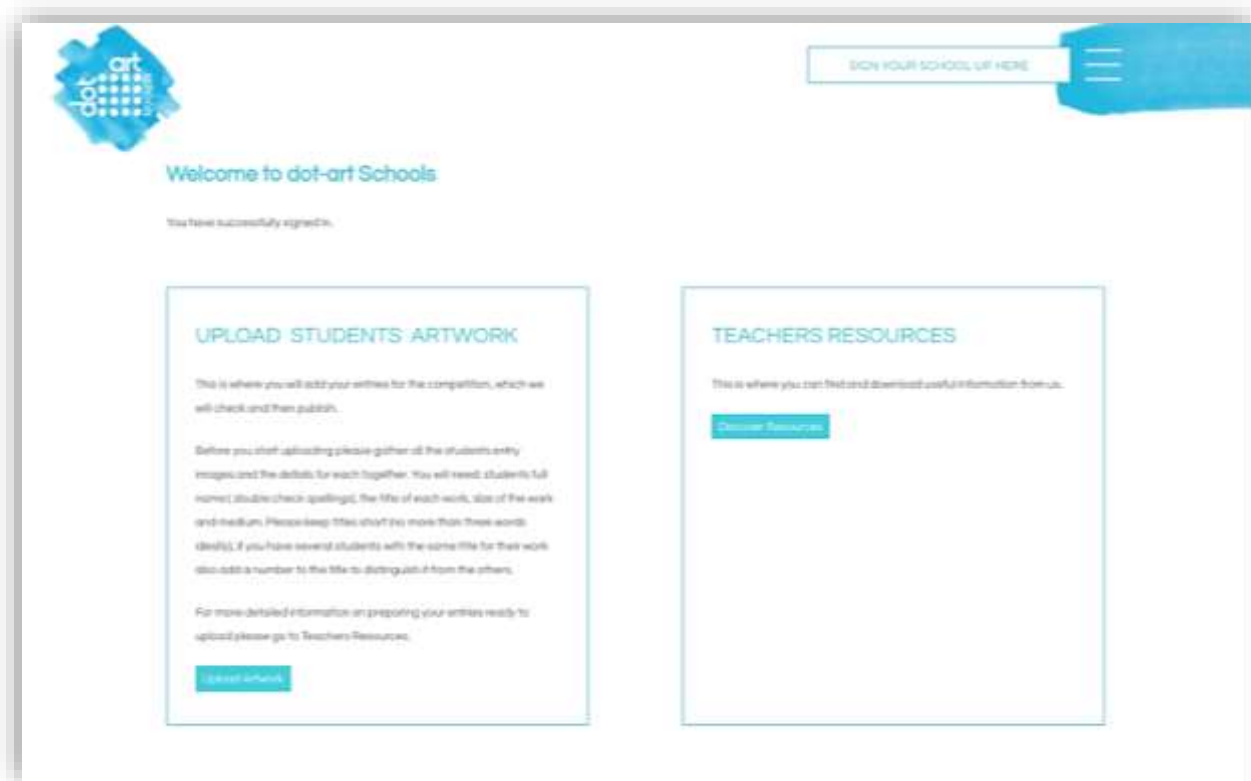 dot-art
schools
SIGN YOUR SCHOOL UP HERE
Welcome to dot-art Schools
You have successfully signed in.
UPLOAD STUDENTS ARTWORK
This is where you will add your entries for the competition, which we
will check and then publish.
Before you start uploading please gather all the students entry
images and the details for each together. You will need: students full
name ( double check spellings), the title of each work, size of the work
and medium. Please keep titles short (no more than three words
ideally), if you have several students with the same title for their work
also add a number to the title to distinguish it from the others.
For more detailed information on preparing your entries ready to
upload please go to Teachers Resources.
Upload Artwork
TEACHERS RESOURCES
This is where you can find and download useful information from us.
Discover Resources